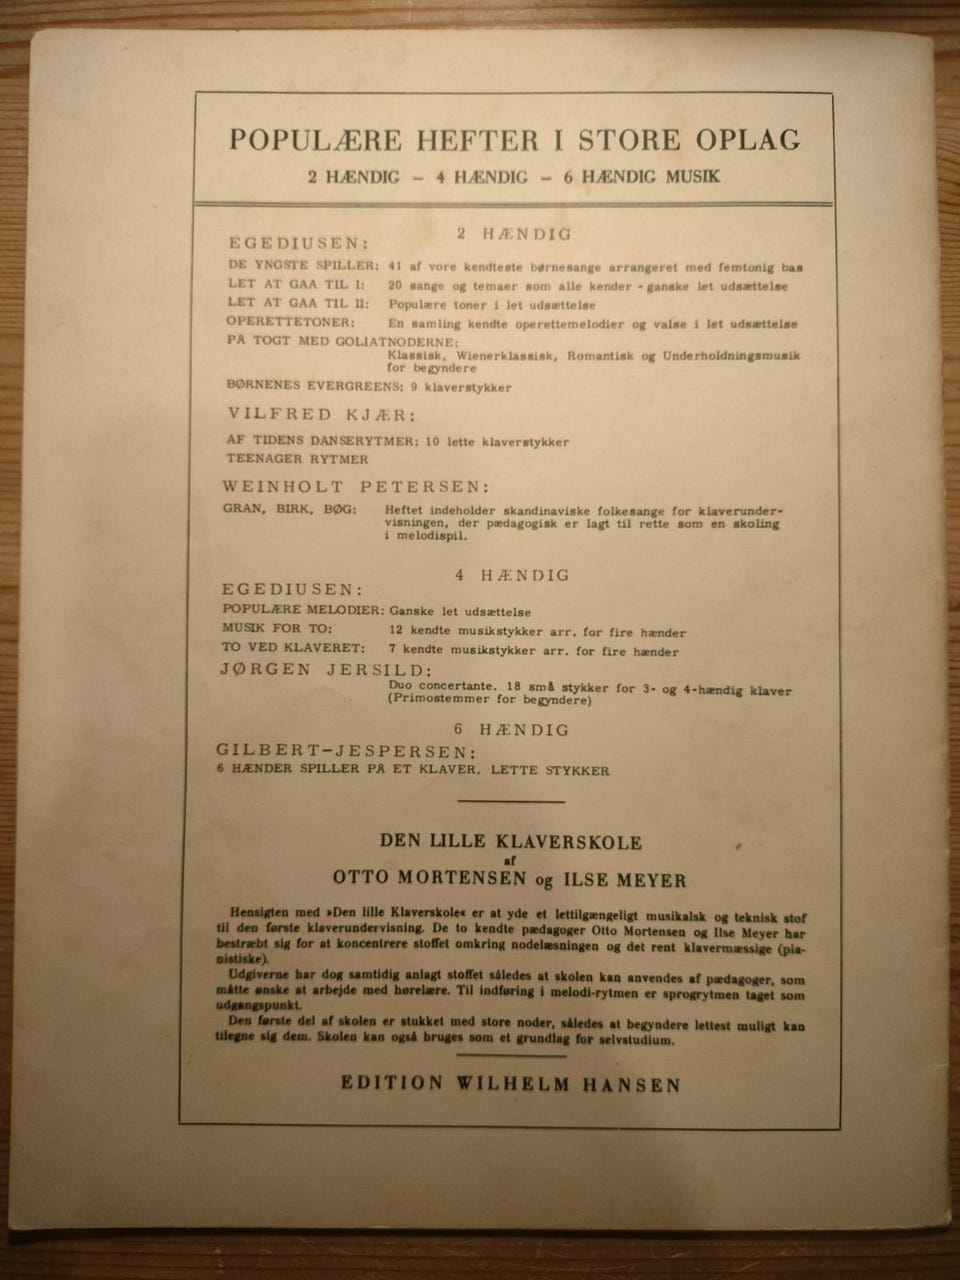 POPULÆRE HEFTER I STORE OPLAG
2 HÆNDIG – 4 HÆNDIG – 6 HÆNDIG MUSIK
2 HÆNDIG
EGEDIUSEN:
DE YNGSTE SPILLER: 41 af vore kendteste børnesange arrangeret med femtonig bas
LET AT GAA TIL I: 20 sange og temaer som alle kender - ganske let udsættelse
LET AT GAA TIL II: Populære toner i let udsættelse
OPERETTETONER: En samling kendte operettemelodier og valse i let udsættelse
PÅ TOGT MED GOLIATNODERNE:
Klassisk, Wienerklassisk, Romantisk og Underholdningsmusik
for begyndere
BØRNENES EVERGREENS: 9 klaverstykker
VILFRED KJÆR:
AF TIDENS DANSERYTMER: 10 lette klaverstykker
TEENAGER RYTMER
WEINHOLT PETERSEN:
GRAN, BIRK, BØG: Heftet indeholder skandinaviske folkesange for klaverunder-
visningen, der pædagogisk er lagt til rette som en skoling
i melodispil.
4 HÆNDIG
EGEDIUSEN:
POPULÆRE MELODIER: Ganske let udsættelse
MUSIK FOR TO: 12 kendte musikstykker arr. for fire hænder
TO VED KLAVERET: 7 kendte musikstykker arr. for fire hænder
JØRGEN JERSILD:
Duo concertante. 18 små stykker for 3- og 4-hændig klaver
(Primostemmer for begyndere)
6 HÆNDIG
GILBERT-JESPERSEN:
6 HÆNDER SPILLER PÅ ET KLAVER. LETTE STYKKER
DEN LILLE KLAVERSKOLE
af
OTTO MORTENSEN og ILSE MEYER
Hensigten med »Den lille Klaverskole« er at yde et lettilgængeligt musikalsk og teknisk stof
til den første klaverundervisning. De to kendte pædagoger Otto Mortensen og Ilse Meyer har
bestræbt sig for at koncentrere stoffet omkring nodelæsningen og det rent klavermæssige (pia-
nistiske).
Udgiverne har dog samtidig anlagt stoffet således at skolen kan anvendes af pædagoger, som
måtte ønske at arbejde med hørelære. Til indføring i melodi-rytmen er sprogrytmen taget som
udgangspunkt.
Den første del af skolen er stukket med store noder, således at begyndere lettest muligt kan
tilegne sig dem. Skolen kan også bruges som et grundlag for selvstudium.
EDITION WILHELM HANSEN